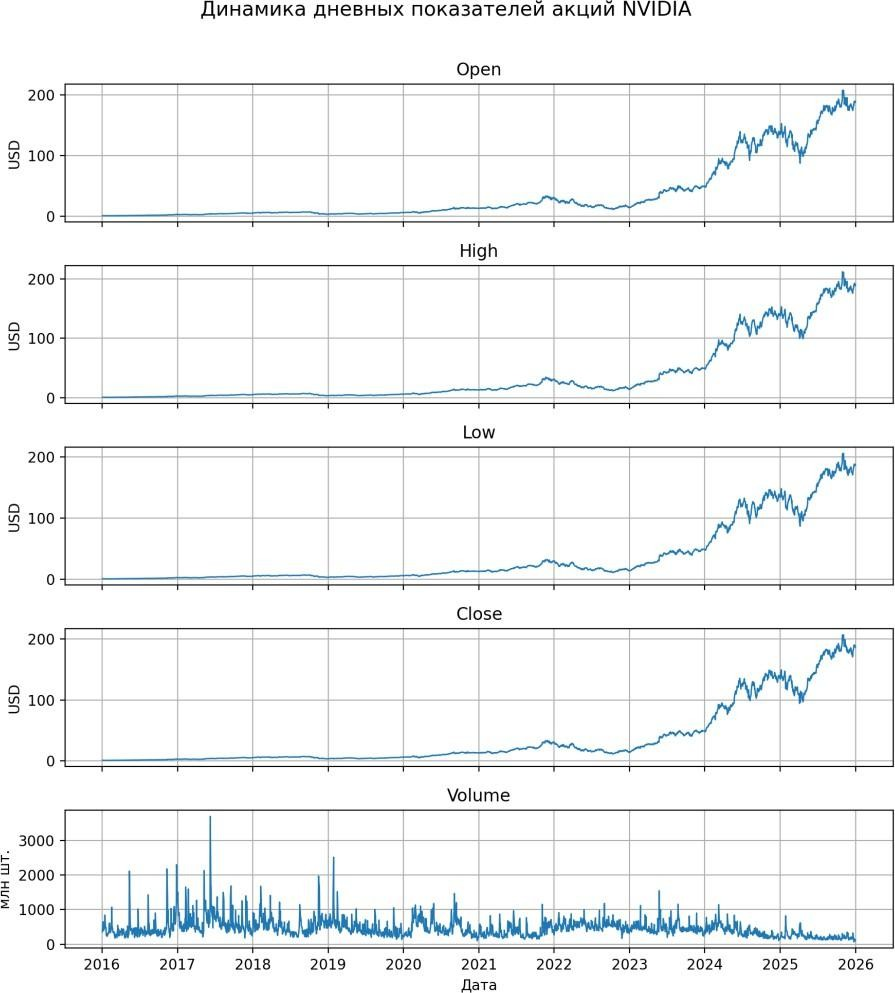 Динамика дневных показателей акций NVIDIA
Open
200
100
0
USD
High
200
100
0
USD
Low
200
100
0
USD
Close
200
100
0
USD
Volume
3000
2000
1000
0
млн шт.
2016 2017 2018 2019 2020 2021 2022 2023 2024 2025 2026
Дата